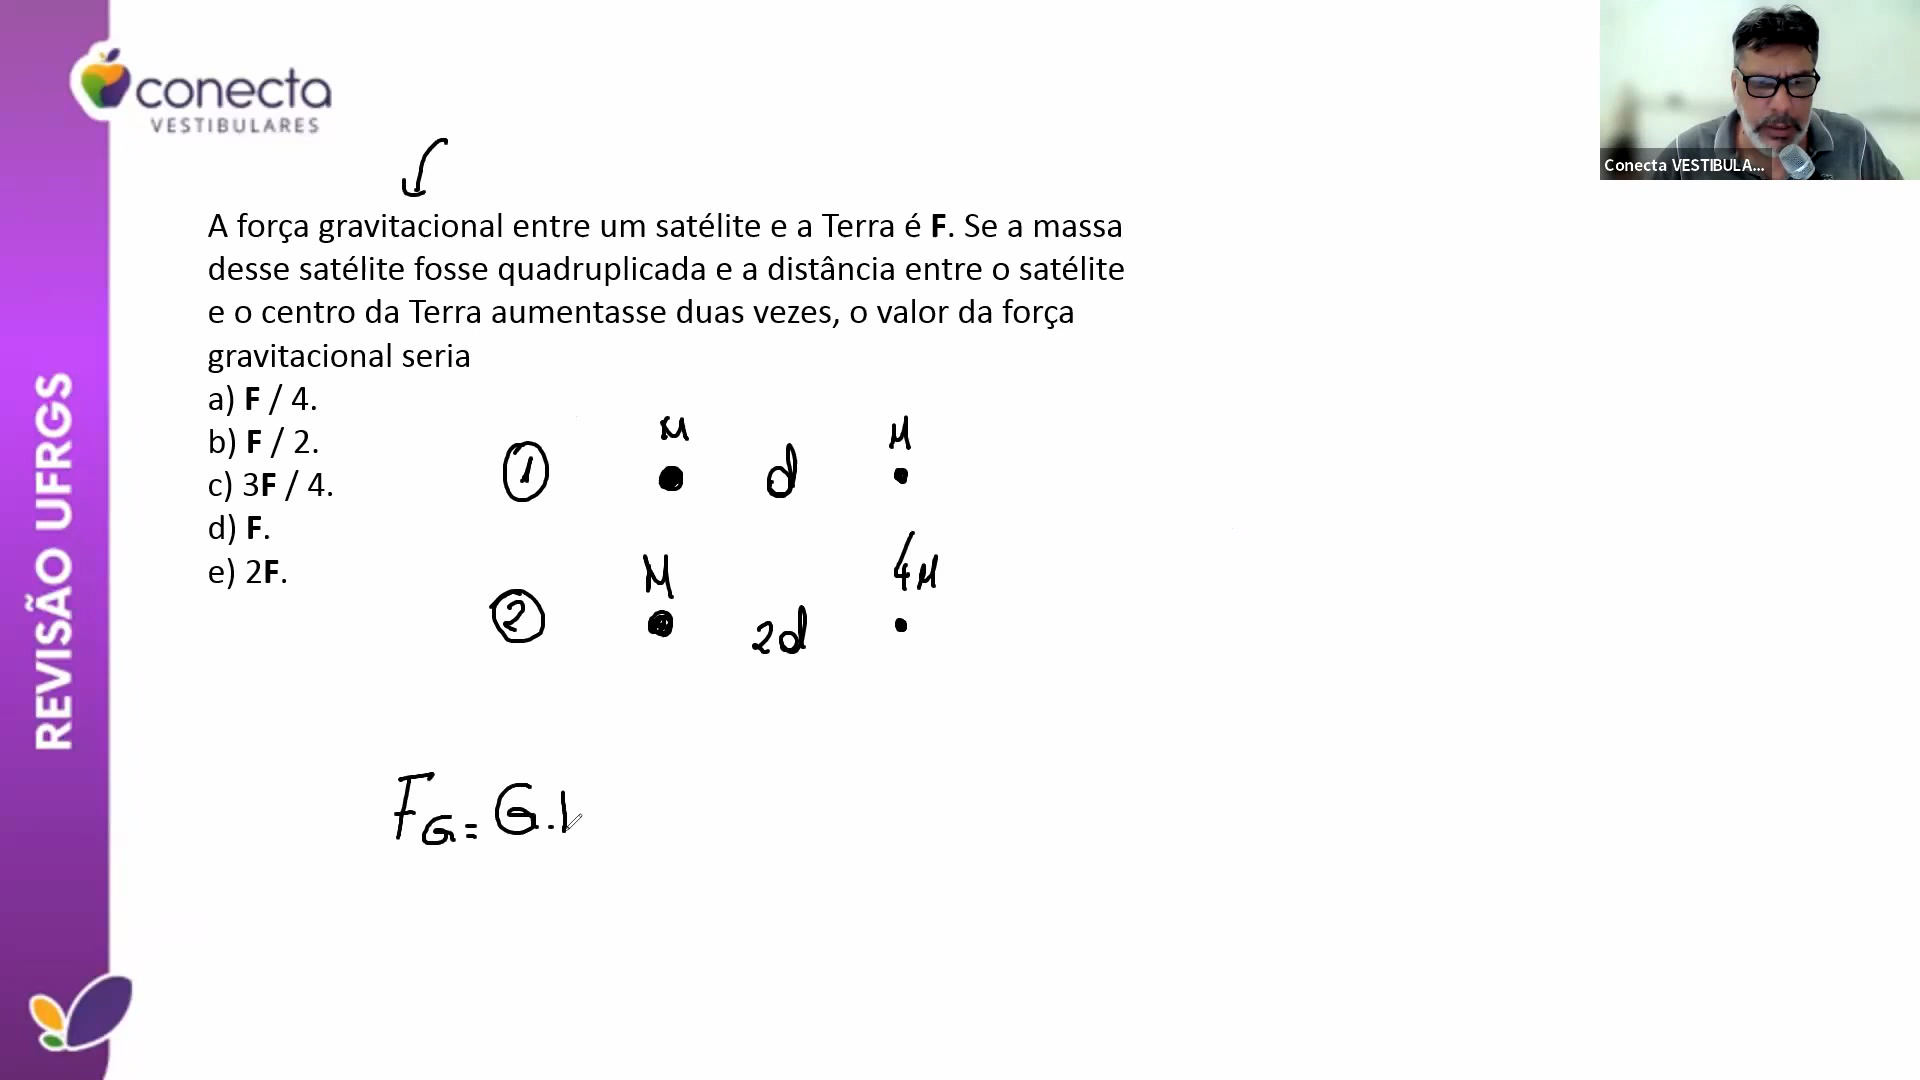 conecta
VESTIBULARES
Conecta VESTIBULA...
A força gravitacional entre um satélite e a Terra é F. Se a massa
desse satélite fosse quadruplicada e a distância entre o satélite
e o centro da Terra aumentasse duas vezes, o valor da força
gravitacional seria
a) F / 4.
b) F / 2.
c) 3F / 4.
d) F.
e) 2F.
REVISÃO UFRGS
1 M d M
M 4M
2 2d
FG = G.